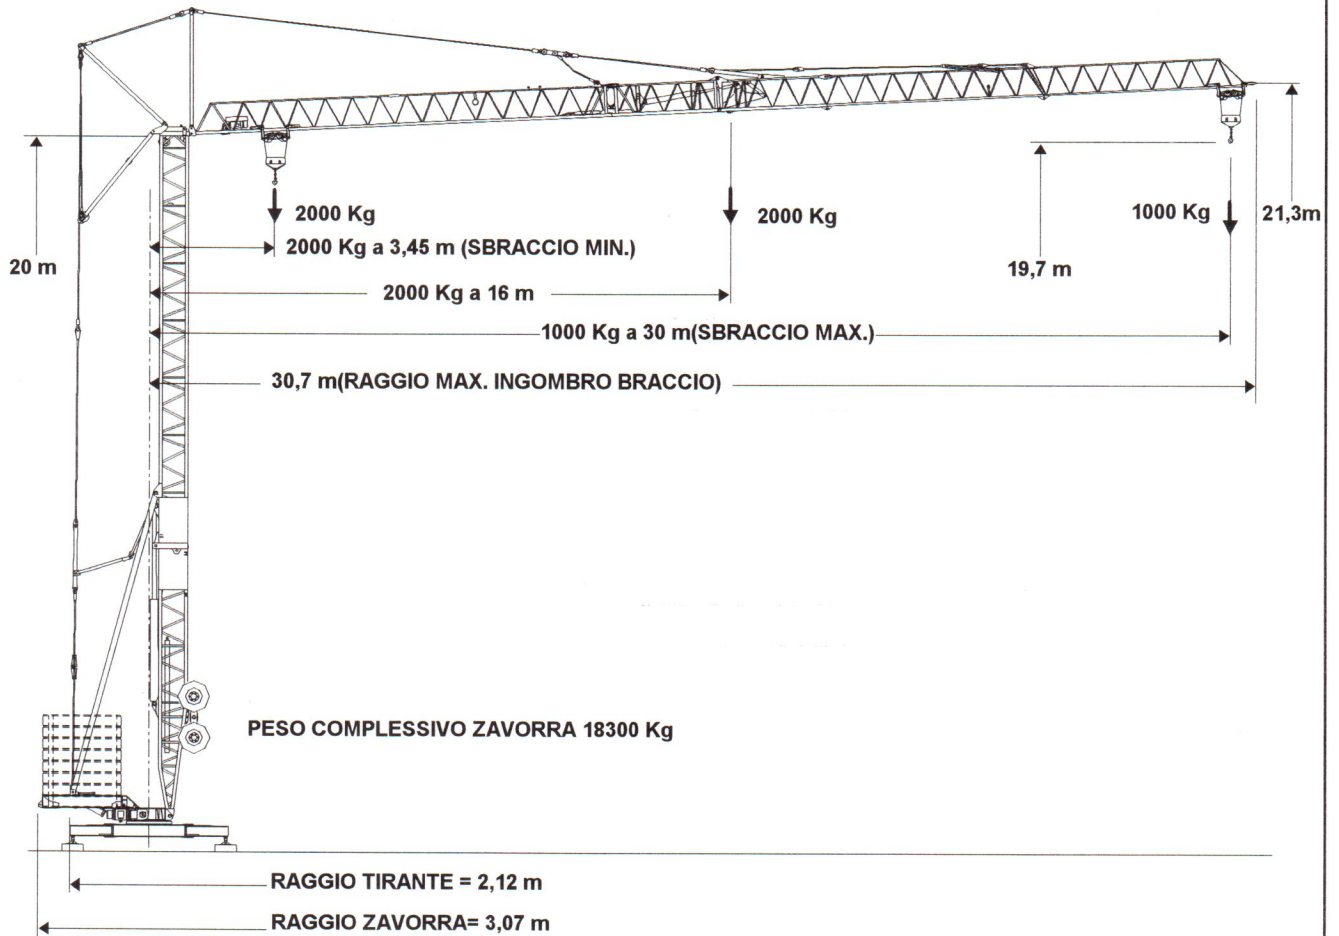 2000 Kg
2000 Kg
1000 Kg
21,3m
2000 Kg a 3,45 m (SBRACCIO MIN.)
20 m
19,7 m
2000 Kg a 16 m
1000 Kg a 30 m(SBRACCIO MAX.)
30,7 m(RAGGIO MAX. INGOMBRO BRACCIO)
PESO COMPLESSIVO ZAVORRA 18300 Kg
RAGGIO TIRANTE = 2,12 m
RAGGIO ZAVORRA= 3,07 m